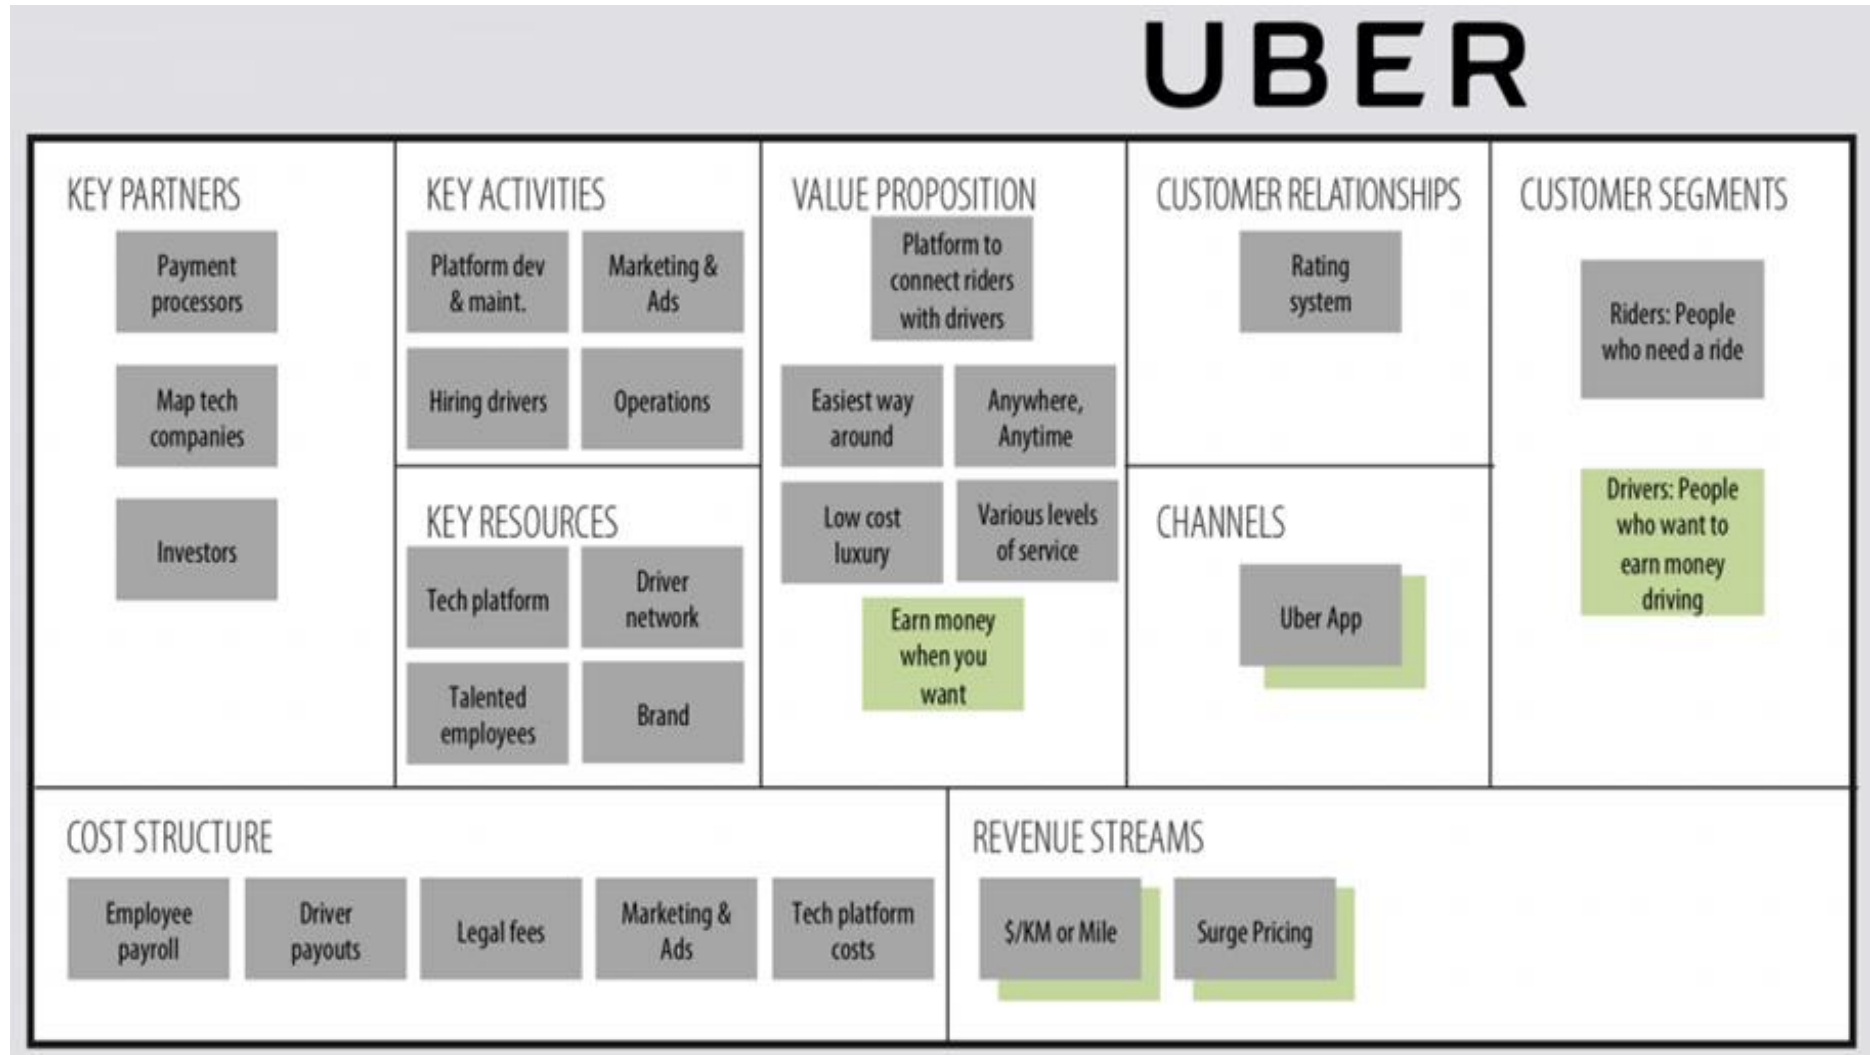 UBER
KEY PARTNERS
Payment
processors
Map tech
companies
Investors
KEY ACTIVITIES
Platform dev
& maint.
Marketing &
Ads
Hiring drivers
Operations
KEY RESOURCES
Tech platform
Driver
network
Talented
employees
Brand
VALUE PROPOSITION
Platform to
connect riders
with drivers
Easiest way
around
Anywhere,
Anytime
Low cost
luxury
Various levels
of service
Earn money
when you
want
CUSTOMER RELATIONSHIPS
Rating
system
CHANNELS
Uber App
CUSTOMER SEGMENTS
Riders: People
who need a ride
Drivers: People
who want to
earn money
driving
COST STRUCTURE
Employee
payroll
Driver
payouts
Legal fees
Marketing &
Ads
Tech platform
costs
REVENUE STREAMS
$/KM or Mile
Surge Pricing